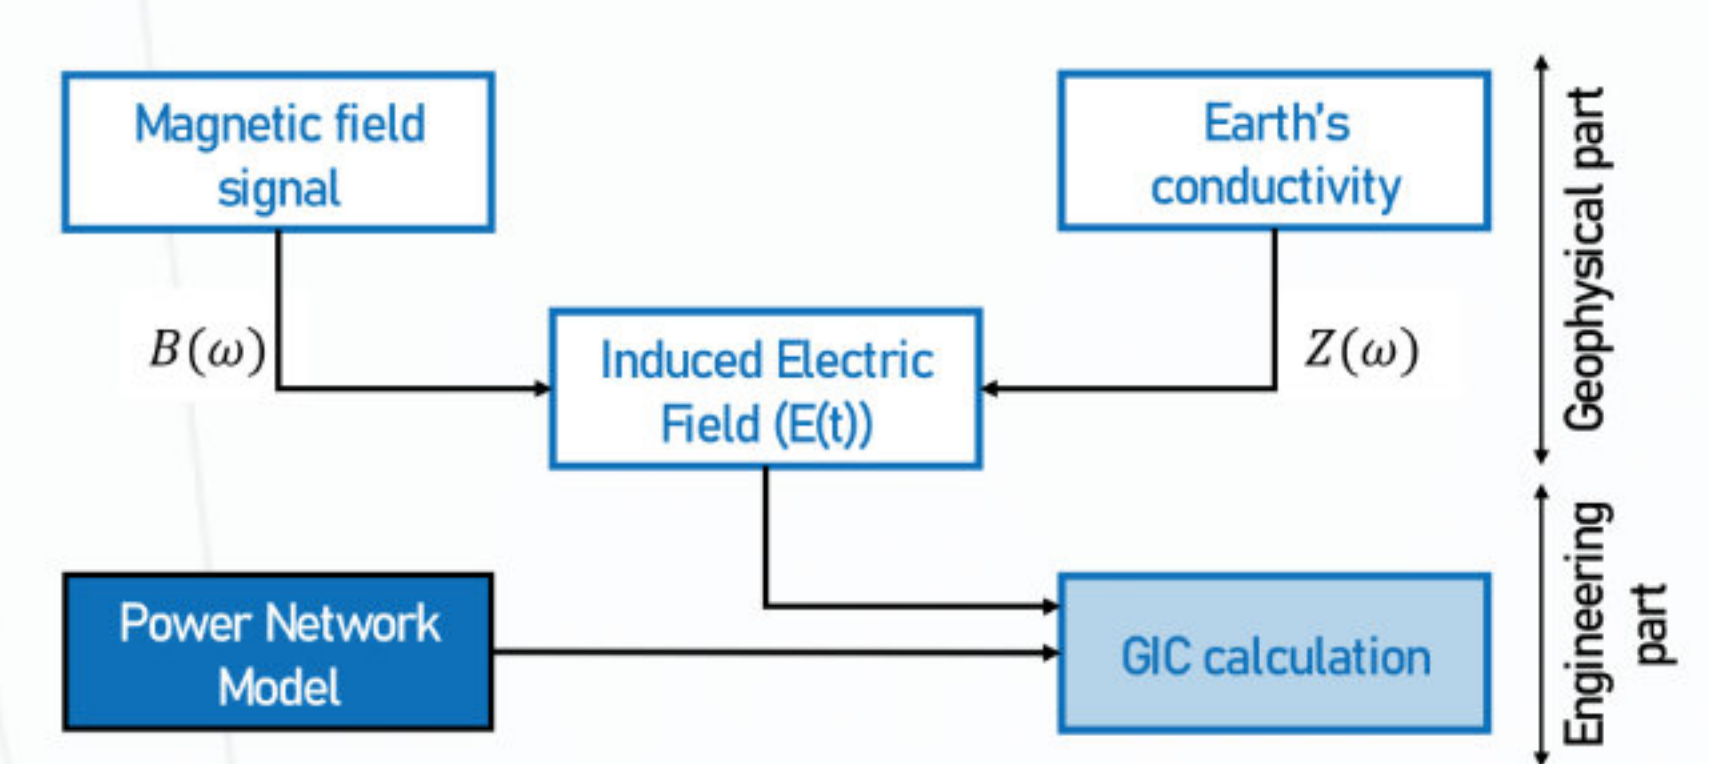 Magnetic field
signal
Earth's
conductivity
Geophysical part
B(ω)
Induced Electric
Field (E(t))
Z(ω)
Power Network
Model
GIC calculation
Engineering
part